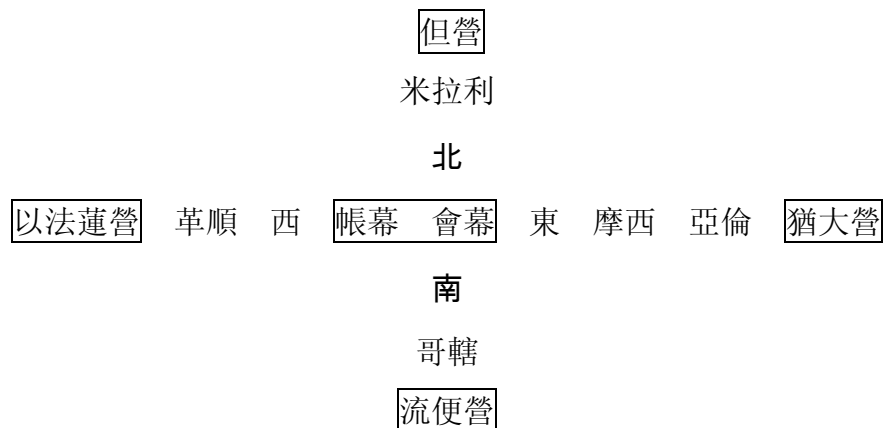 但營
米拉利
北
以法蓮營 革順 西 帳幕 會幕 東 摩西 亞倫 猶大營
南
哥轄
流便營